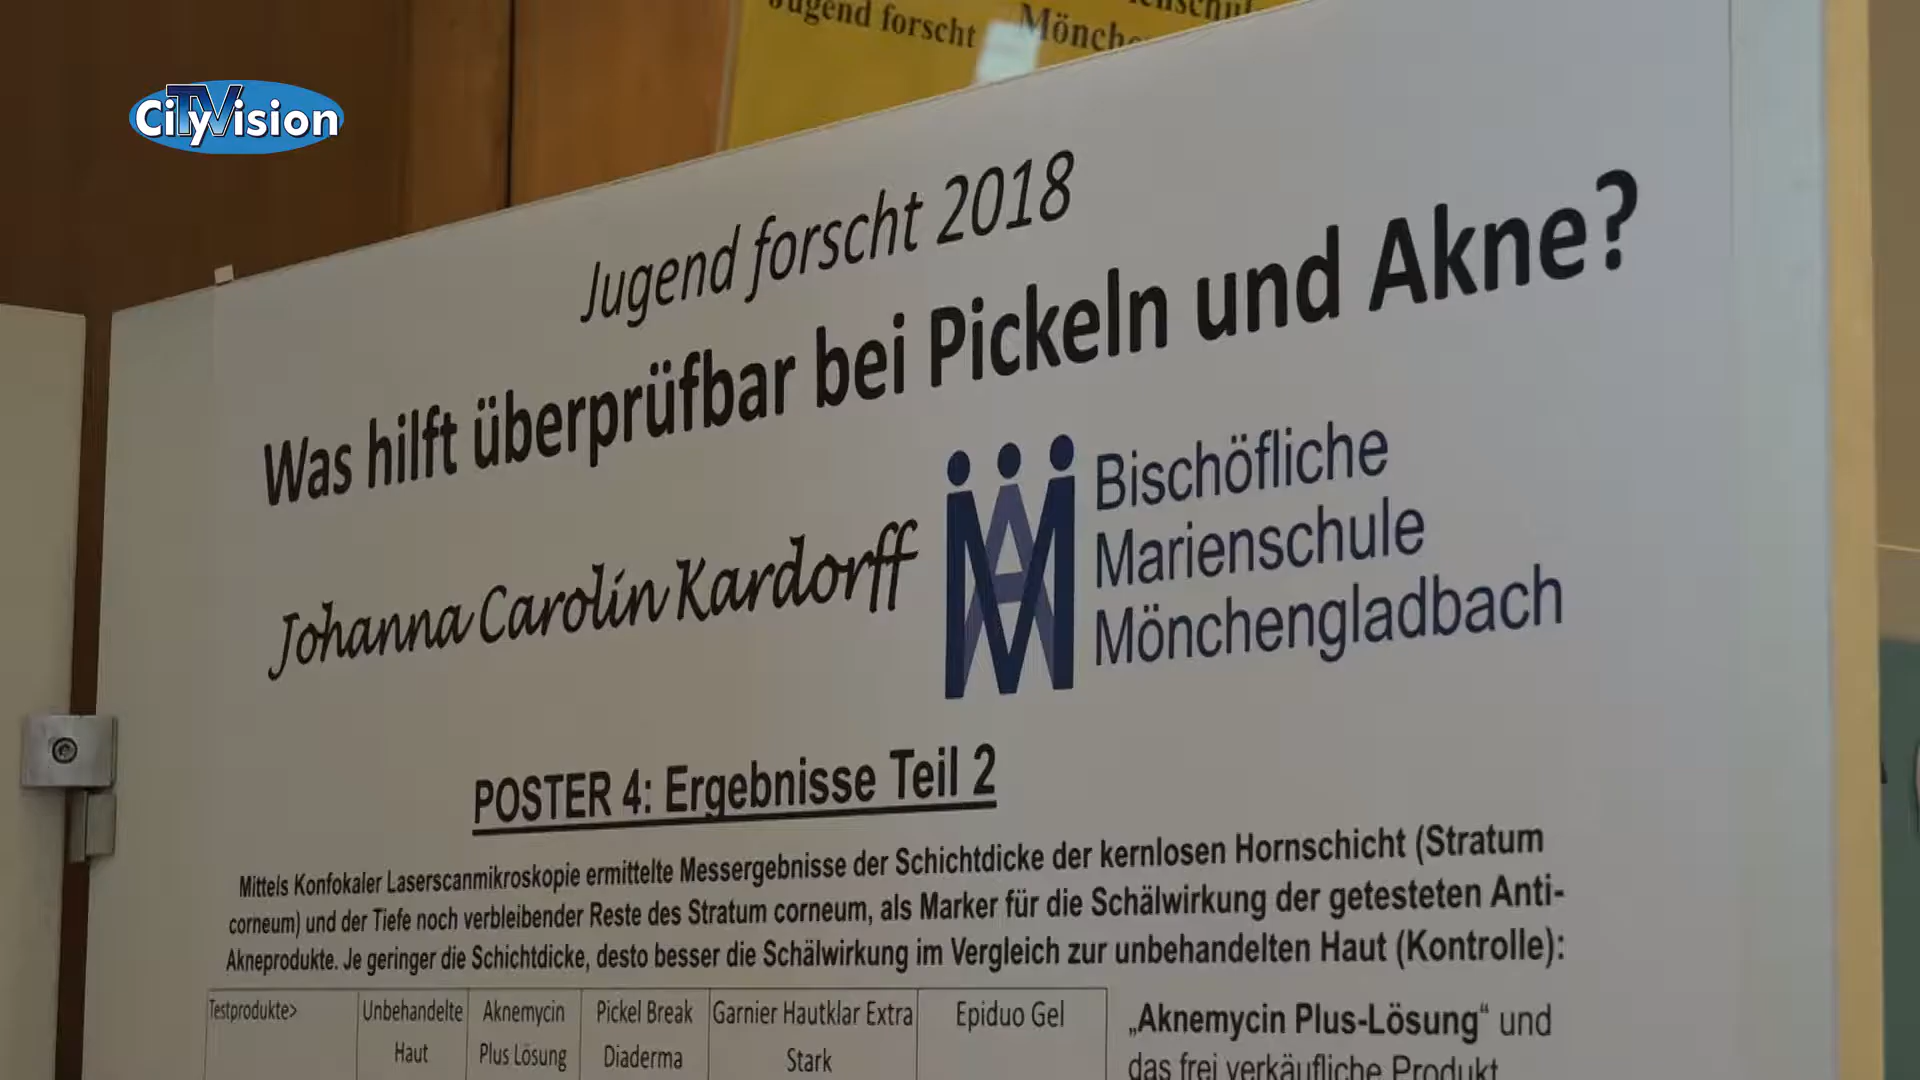 Jugend forscht
CityVision
TV
Jugend forscht 2018
Was hilft überprüfbar bei Pickeln und Akne?
Johanna Carolin Kardorff
Bischöfliche
Marienschule
Mönchengladbach
POSTER 4: Ergebnisse Teil 2
Mittels Konfokaler Laserscanmikroskopie ermittelte Messergebnisse der Schichtdicke der kernlosen Hornschicht (Stratum
corneum) und der Tiefe noch verbleibender Reste des Stratum corneum, als Marker für die Schälwirkung der getesteten Anti-
Akneprodukte. Je geringer die Schichtdicke, desto besser die Schälwirkung im Vergleich zur unbehandelten Haut (Kontrolle):
Testprodukte> Unbehandelte Aknemycin Pickel Break Garnier Hautklar Extra Epiduo Gel
Haut Plus Lösung Diaderma Stark
„Aknemycin Plus-Lösung“ und
das frei verkäufliche Produkt